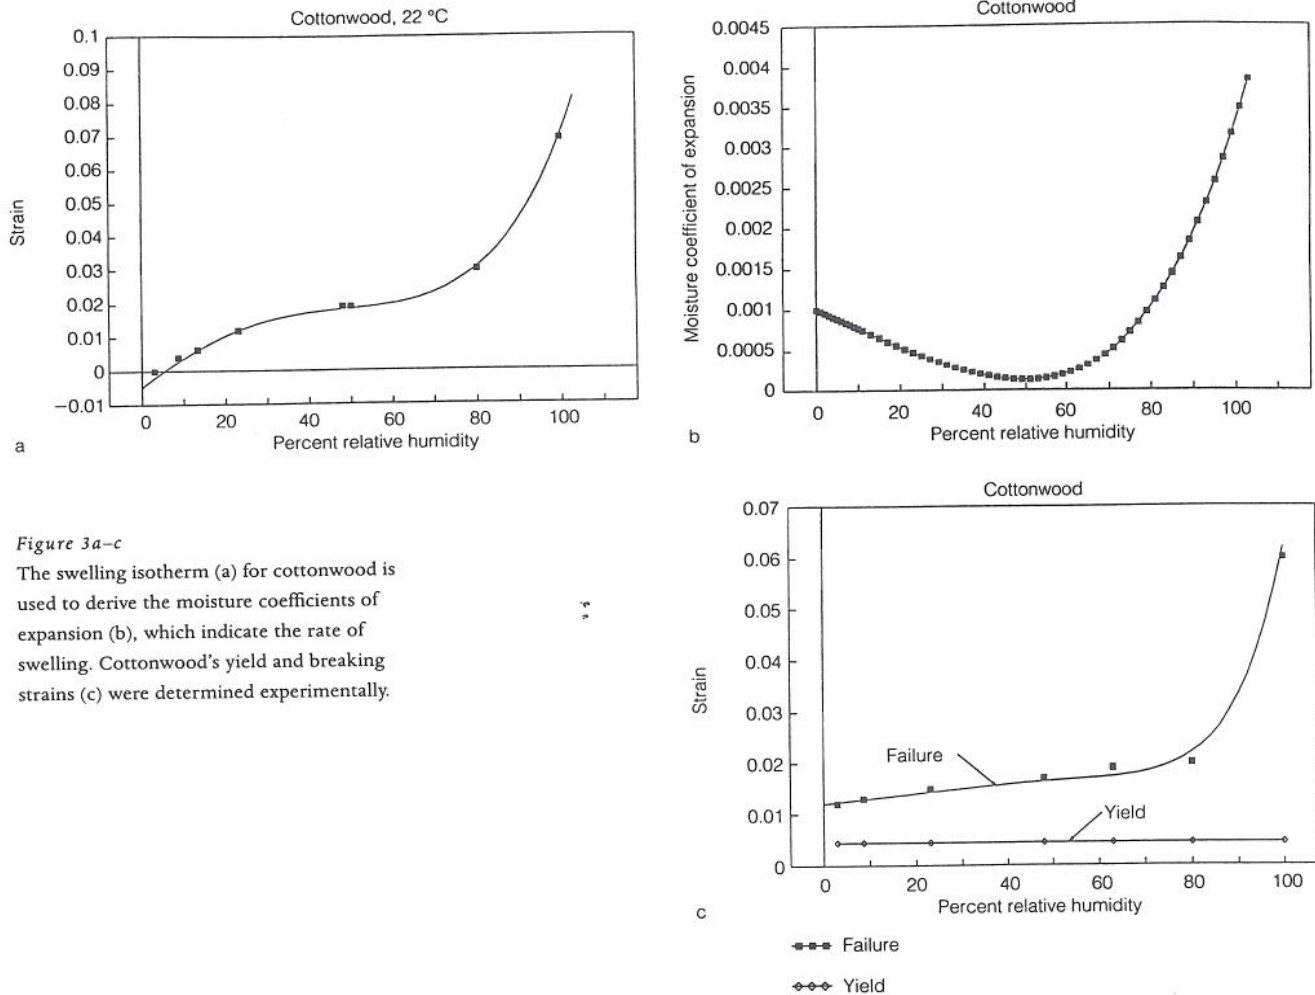 Cottonwood, 22 °C
0.1
0.09
0.08
0.07
0.06
0.05
0.04
0.03
0.02
0.01
0
−0.01
Strain
0 20 40 60 80 100
Percent relative humidity
a
Cottonwood
0.0045
0.004
0.0035
0.003
0.0025
0.002
0.0015
0.001
0.0005
0
Moisture coefficient of expansion
0 20 40 60 80 100
Percent relative humidity
b
Figure 3a–c
The swelling isotherm (a) for cottonwood is
used to derive the moisture coefficients of
expansion (b), which indicate the rate of
swelling. Cottonwood's yield and breaking
strains (c) were determined experimentally.
Cottonwood
0.07
0.06
0.05
0.04
0.03
0.02
0.01
0
Strain
Failure
Yield
0 20 40 60 80 100
Percent relative humidity
c
Failure
Yield